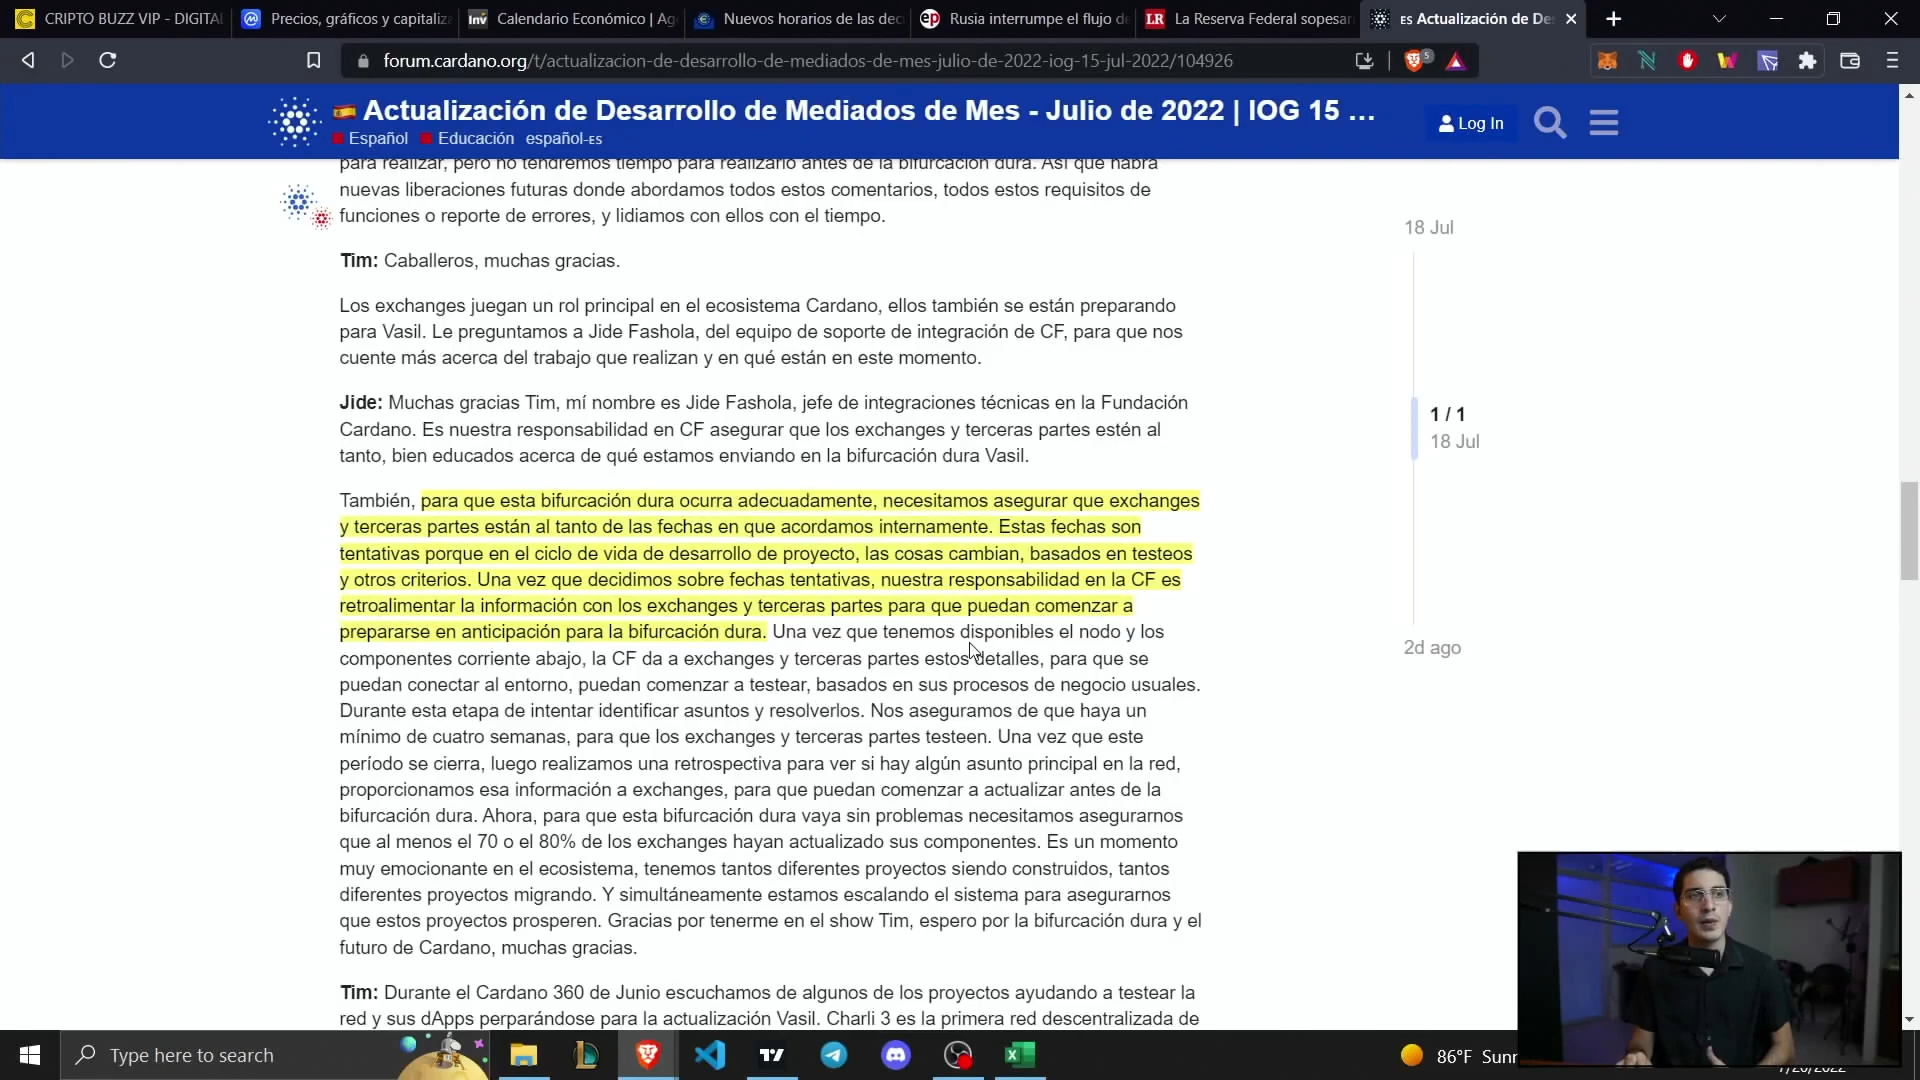 CRIPTO BUZZ VIP - DIGITAL
Precios, gráficos y capitaliza
Inv Calendario Económico | Ag
Nuevos horarios de las dec
ep Rusia interrumpe el flujo d
LR La Reserva Federal sopesar
ES Actualización de De
forum.cardano.org/t/actualizacion-de-desarrollo-de-mediados-de-mes-julio-de-2022-iog-15-jul-2022/104926
5
Actualización de Desarrollo de Mediados de Mes - Julio de 2022 | IOG 15 ...
Español Educación español-ES
Log In
para realizar, pero no tendremos tiempo para realizarlo antes de la bifurcación dura. Así que habrá
nuevas liberaciones futuras donde abordamos todos estos comentarios, todos estos requisitos de
funciones o reporte de errores, y lidiamos con ellos con el tiempo.
Tim: Caballeros, muchas gracias.
Los exchanges juegan un rol principal en el ecosistema Cardano, ellos también se están preparando
para Vasil. Le preguntamos a Jide Fashola, del equipo de soporte de integración de CF, para que nos
cuente más acerca del trabajo que realizan y en qué están en este momento.
Jide: Muchas gracias Tim, mí nombre es Jide Fashola, jefe de integraciones técnicas en la Fundación
Cardano. Es nuestra responsabilidad en CF asegurar que los exchanges y terceras partes estén al
tanto, bien educados acerca de qué estamos enviando en la bifurcación dura Vasil.
También, para que esta bifurcación dura ocurra adecuadamente, necesitamos asegurar que exchanges
y terceras partes están al tanto de las fechas en que acordamos internamente. Estas fechas son
tentativas porque en el ciclo de vida de desarrollo de proyecto, las cosas cambian, basados en testeos
y otros criterios. Una vez que decidimos sobre fechas tentativas, nuestra responsabilidad en la CF es
retroalimentar la información con los exchanges y terceras partes para que puedan comenzar a
prepararse en anticipación para la bifurcación dura. Una vez que tenemos disponibles el nodo y los
componentes corriente abajo, la CF da a exchanges y terceras partes estos detalles, para que se
puedan conectar al entorno, puedan comenzar a testear, basados en sus procesos de negocio usuales.
Durante esta etapa de intentar identificar asuntos y resolverlos. Nos aseguramos de que haya un
mínimo de cuatro semanas, para que los exchanges y terceras partes testeen. Una vez que este
período se cierra, luego realizamos una retrospectiva para ver si hay algún asunto principal en la red,
proporcionamos esa información a exchanges, para que puedan comenzar a actualizar antes de la
bifurcación dura. Ahora, para que esta bifurcación dura vaya sin problemas necesitamos asegurarnos
que al menos el 70 o el 80% de los exchanges hayan actualizado sus componentes. Es un momento
muy emocionante en el ecosistema, tenemos tantos diferentes proyectos siendo construidos, tantos
diferentes proyectos migrando. Y simultáneamente estamos escalando el sistema para asegurarnos
que estos proyectos prosperen. Gracias por tenerme en el show Tim, espero por la bifurcación dura y el
futuro de Cardano, muchas gracias.
Tim: Durante el Cardano 360 de Junio escuchamos de algunos de los proyectos ayudando a testear la
red y sus dApps perparándose para la actualización Vasil. Charli 3 es la primera red descentralizada de
18 Jul
1 / 1
18 Jul
2d ago
Type here to search
86°F Sunn
7/20/2022